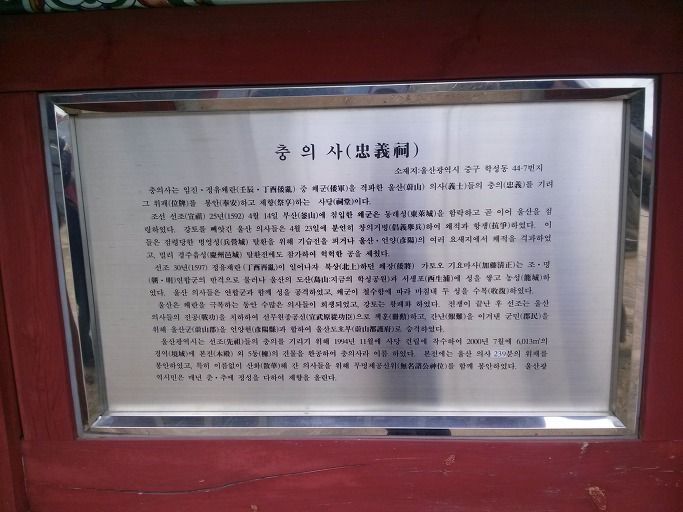 충 의 사(忠義祠)
소재지:울산광역시 중구 학성동 44-7번지
충의사는 임진·정유왜란(壬辰·丁酉倭亂) 중 왜군(倭軍)을 격파한 울산(蔚山) 의사(義士)들의 충의(忠義)를 기려
그 위패(位牌)를 봉안(奉安)하고 제향(祭享)하는 사당(祠堂)이다.
조선 선조(宣祖) 25년(1592) 4월 14일 부산(釜山)에 침입한 왜군은 동래성(東萊城)을 함락하고 곧 이어 울산을 점
령하였다. 강토를 빼앗긴 울산 의사들은 4월 23일에 분연히 창의거병(倡義擧兵)하여 왜적과 항쟁(抗爭)하였다. 이
들은 점령당한 병영성(兵營城) 탈환을 위해 기습전을 펴거나 울산·언양(彦陽)의 여러 요새지에서 왜적을 격파하였
고, 멀리 경주읍성(慶州邑城) 탈환전에도 참가하여 혁혁한 공을 세웠다.
선조 30년(1597) 정유재란(丁酉再亂)이 일어나자 북상(北上)하던 왜장(倭將) 가토오 기요마사(加藤淸正)는 조·명
(朝·明)연합군의 반격으로 물러나 울산의 도산(島山:지금의 학성공원)과 서생포(西生浦)에 성을 쌓고 농성(籠城)하
였다. 울산 의사들은 연합군과 함께 성을 공격하였고, 왜군이 철수함에 따라 마침내 두 성을 수복(收復)하였다.
울산은 왜란을 극복하는 동안 수많은 의사들이 희생되었고, 강토는 황폐화 하였다. 전쟁이 끝난 후 선조는 울산
의사들의 전공(戰功)을 치하하여 선무원종공신(宣武原從功臣)으로 책훈(冊勳)하고, 간난(艱難)을 이겨낸 군민(郡民)을
위해 울산군(蔚山郡)을 언양현(彦陽縣)과 합하여 울산도호부(蔚山都護府)로 승격하였다.
울산광역시는 선조(先祖)들의 충의를 기리기 위해 1994년 11월에 사당 건립에 착수하여 2000년 7월에 6,013㎡의
경역(境域)에 본전(本殿) 외 5동(棟)의 건물을 완공하여 충의사라 이름 하였다. 본전에는 울산 의사 239분의 위패를
봉안하였고, 특히 이름없이 산화(散華)해 간 의사들을 위해 무명제공신위(無名諸公神位)를 함께 봉안하였다. 울산광
역시민은 매년 춘·추에 정성을 다하여 제향을 올린다.